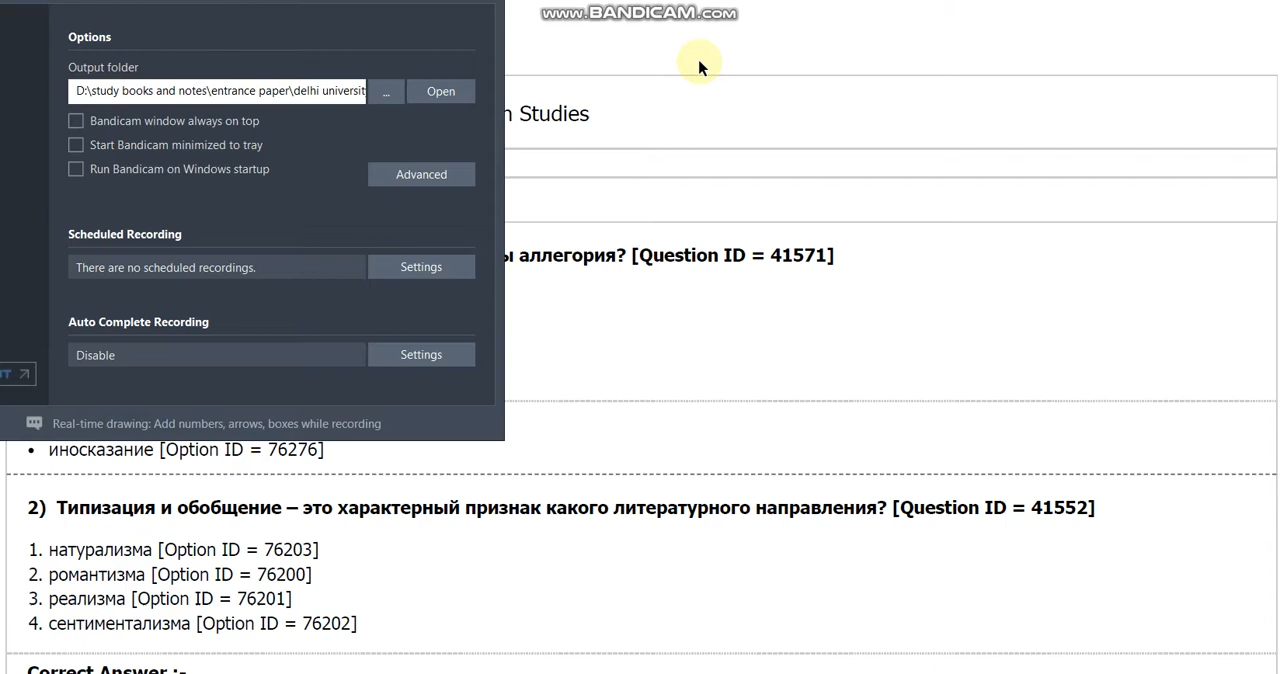 www.BANDICAM.com
Options
Output folder
D:\study books and notes\entrance paper\delhi universit
...
Open
Bandicam window always on top
Start Bandicam minimized to tray
Run Bandicam on Windows startup
Advanced
Scheduled Recording
There are no scheduled recordings.
Settings
Auto Complete Recording
Disable
Settings
Real-time drawing: Add numbers, arrows, boxes while recording
Studies
аллегория? [Question ID = 41571]
• иносказание [Option ID = 76276]
2) Типизация и обобщение – это характерный признак какого литературного направления? [Question ID = 41552]
1. натурализма [Option ID = 76203]
2. романтизма [Option ID = 76200]
3. реализма [Option ID = 76201]
4. сентиментализма [Option ID = 76202]
Correct Answer :-